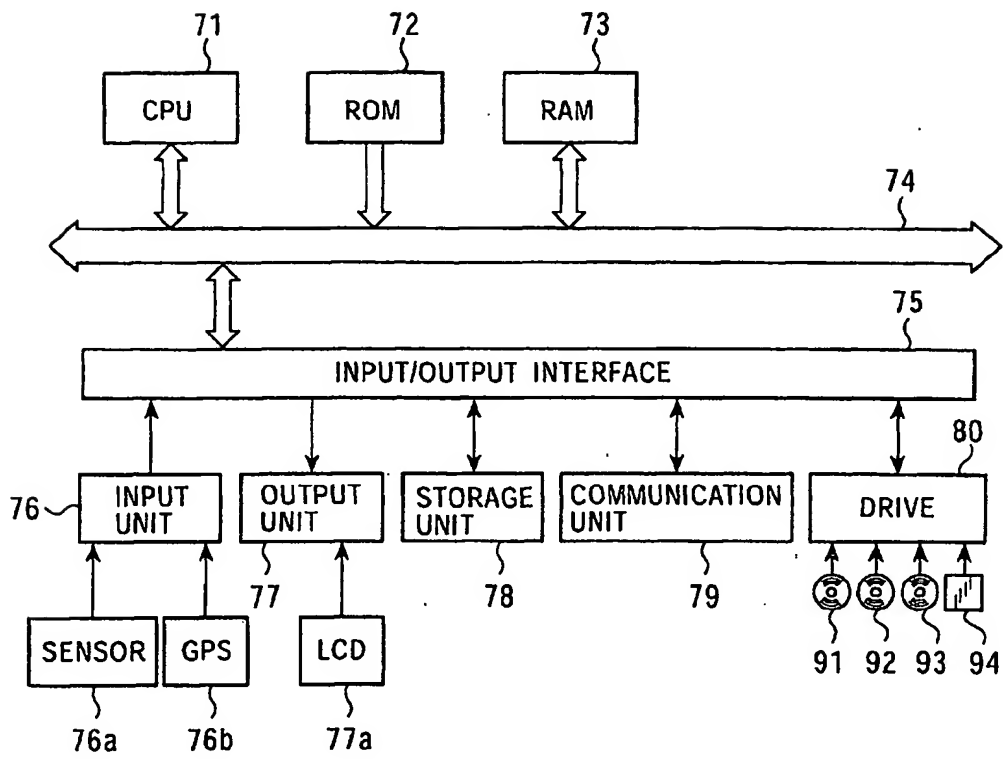 71
72
73
CPU
ROM
RAM
74
75
INPUT/OUTPUT INTERFACE
80
76
INPUT
UNIT
OUTPUT
UNIT
STORAGE
UNIT
COMMUNICATION
UNIT
DRIVE
77
78
79
91
92
93
94
SENSOR
GPS
LCD
76a
76b
77a